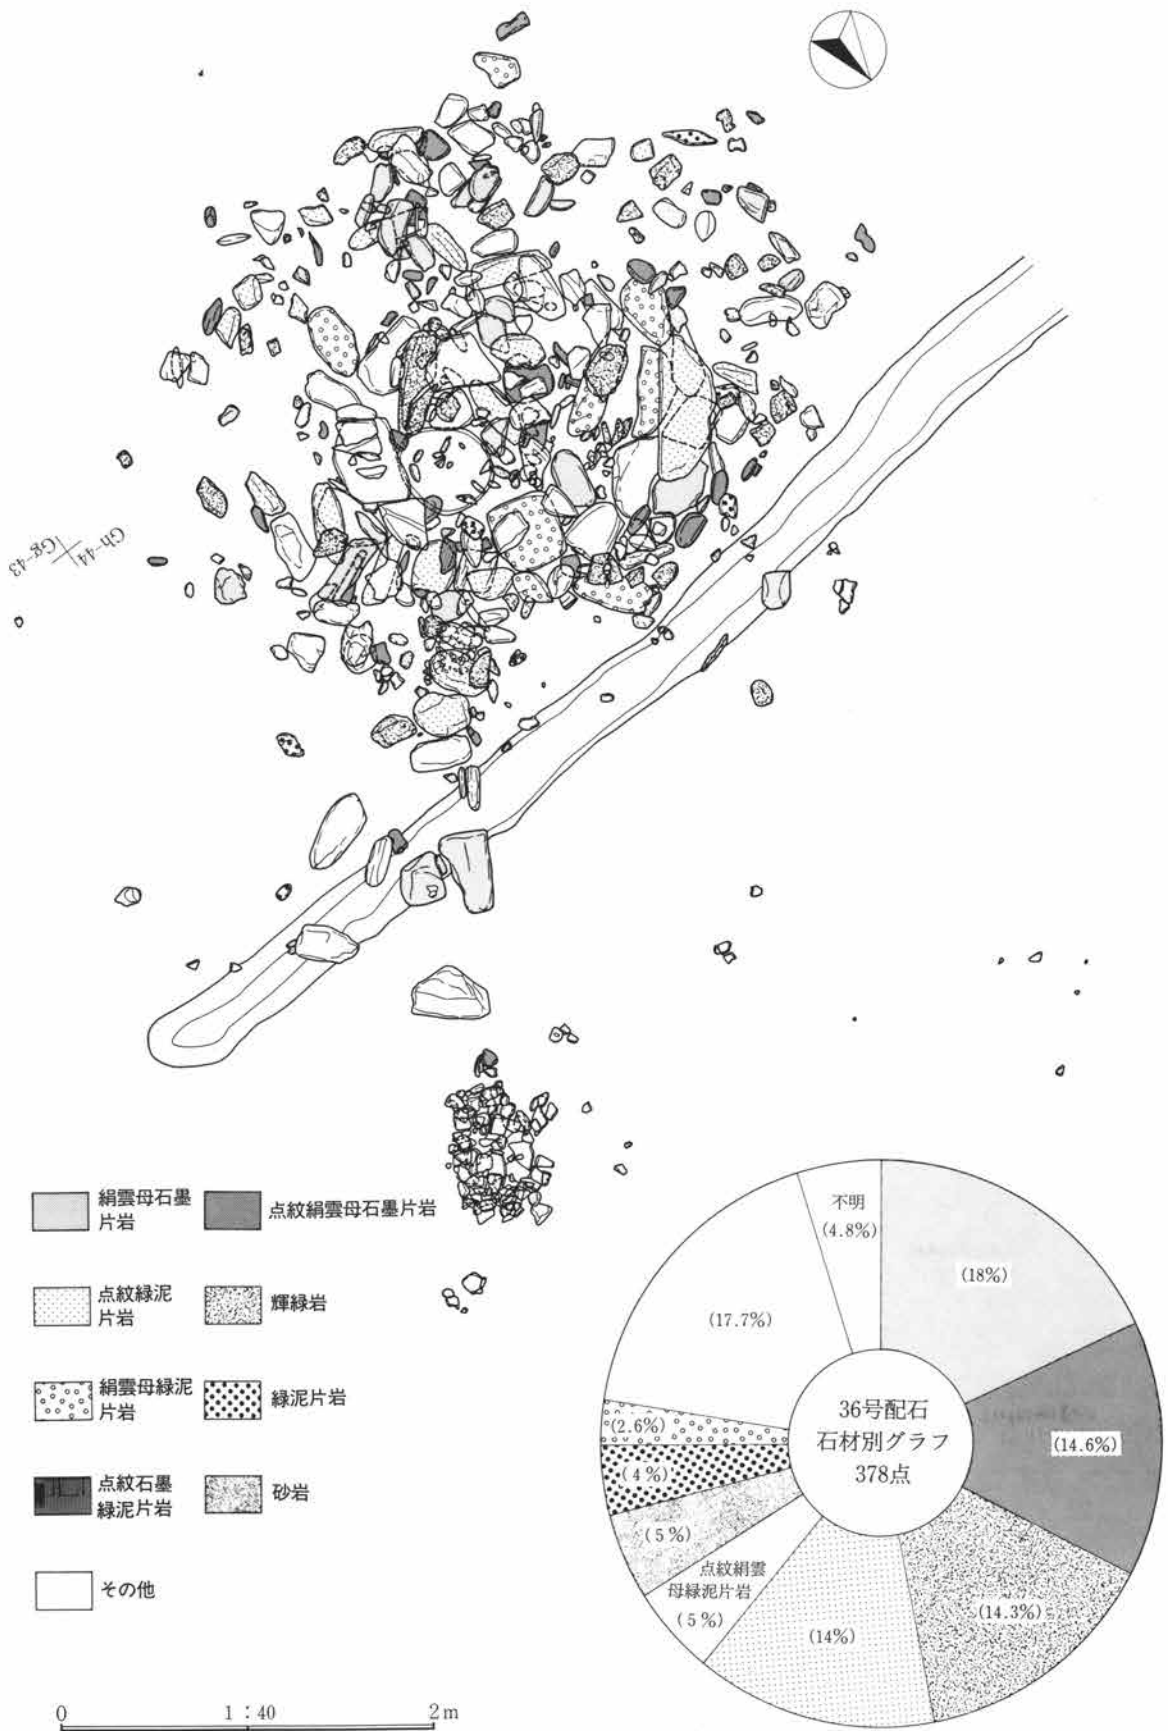 Gh-44
Gg-43
絹雲母石墨
片岩
点紋絹雲母石墨片岩
点紋緑泥
片岩
輝緑岩
絹雲母緑泥
片岩
緑泥片岩
点紋石墨
緑泥片岩
砂岩
その他
0 1:40 2m
不明
(4.8%)
(18%)
(17.7%)
(14.6%)
(2.6%)
(4%)
(5%)
点紋絹雲
母緑泥片岩
(5%)
(14%)
(14.3%)
36号配石
石材別グラフ
378点